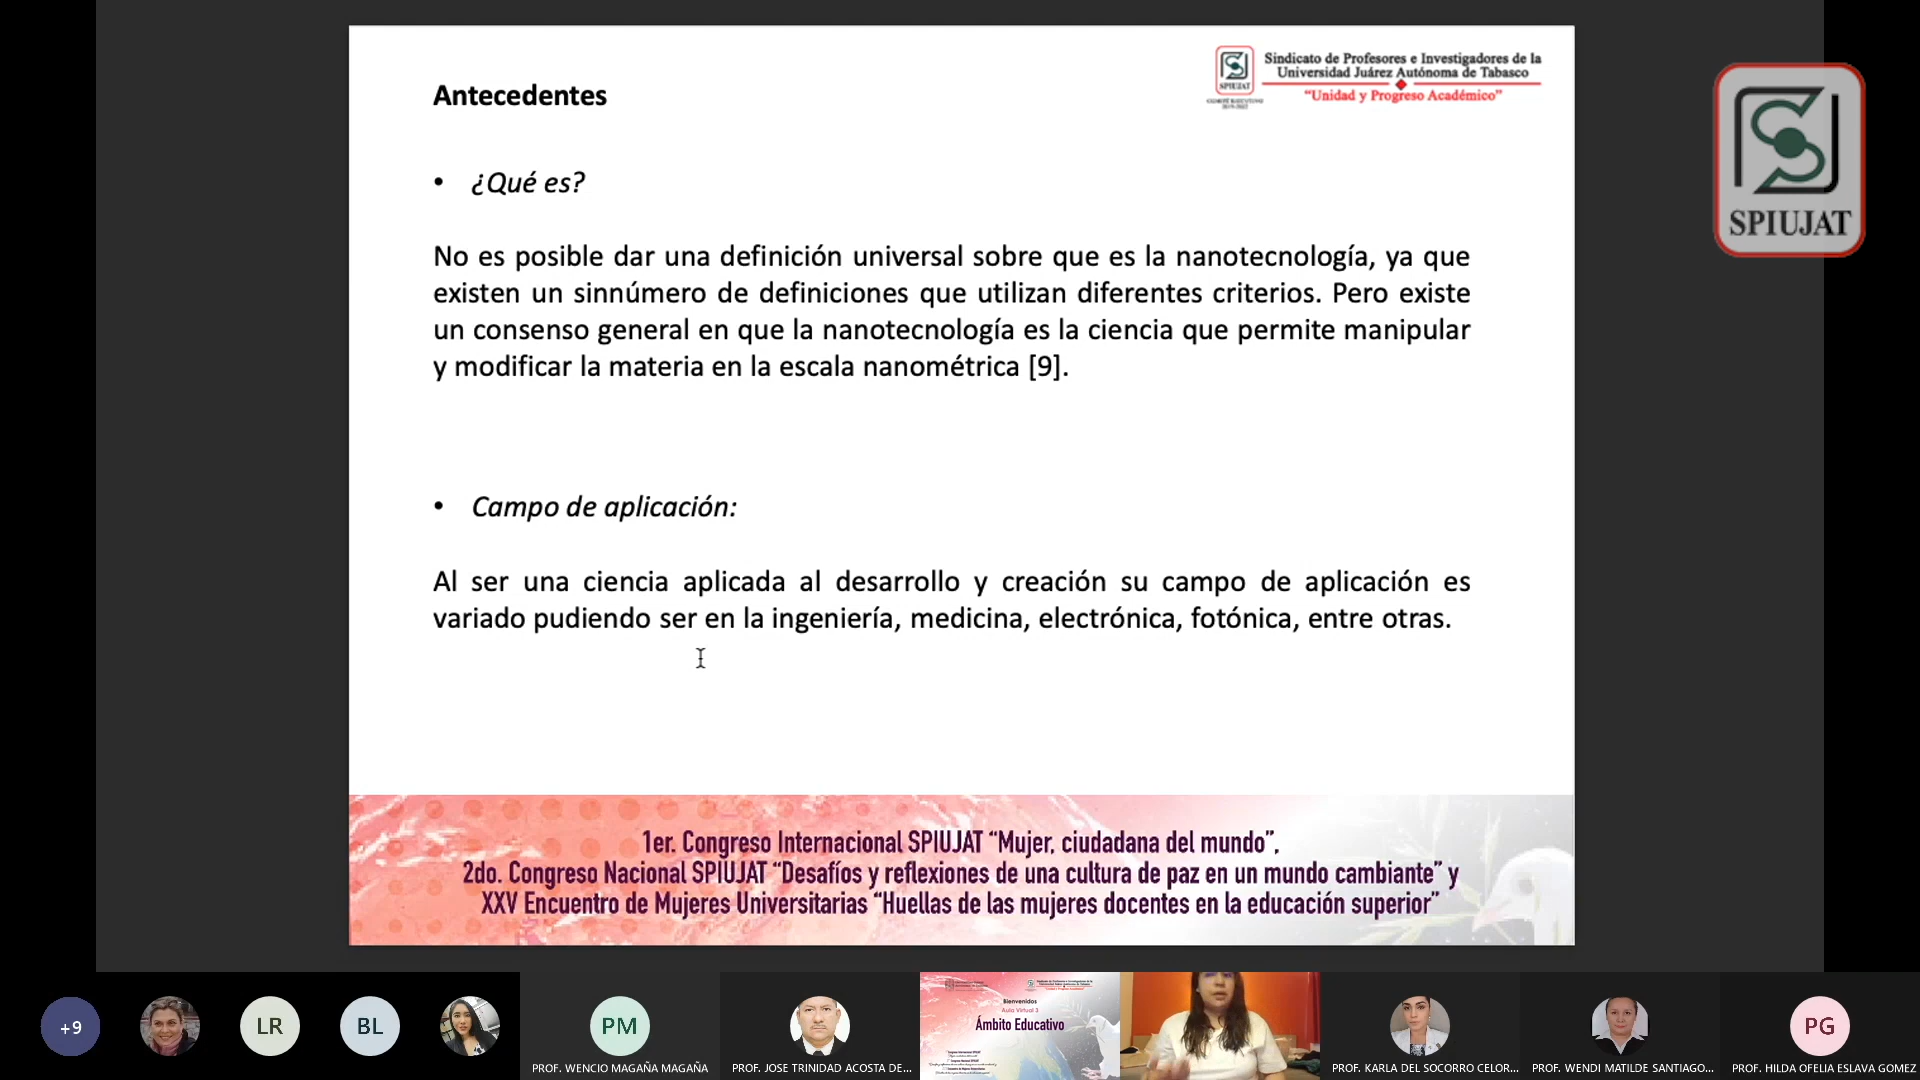 Antecedentes
SPIUJAT
Sindicato de Profesores e Investigadores de la
Universidad Juárez Autónoma de Tabasco
“Unidad y Progreso Académico”
SPIUJAT
• ¿Qué es?
No es posible dar una definición universal sobre que es la nanotecnología, ya que
existen un sinnúmero de definiciones que utilizan diferentes criterios. Pero existe
un consenso general en que la nanotecnología es la ciencia que permite manipular
y modificar la materia en la escala nanométrica [9].
• Campo de aplicación:
Al ser una ciencia aplicada al desarrollo y creación su campo de aplicación es
variado pudiendo ser en la ingeniería, medicina, electrónica, fotónica, entre otras.
1er. Congreso Internacional SPIUJAT “Mujer, ciudadana del mundo”,
2do. Congreso Nacional SPIUJAT “Desafíos y reflexiones de una cultura de paz en un mundo cambiante” y
XXV Encuentro de Mujeres Universitarias “Huellas de las mujeres docentes en la educación superior”
+9
LR
BL
PM
PROF. WENCIO MAGAÑA MAGAÑA
PROF. JOSE TRINIDAD ACOSTA DE...
Bienvenidos
Aula Virtual 3
Ámbito Educativo
PROF. KARLA DEL SOCORRO CELOR...
PROF. WENDI MATILDE SANTIAGO...
PG
PROF. HILDA OFELIA ESLAVA GOMEZ